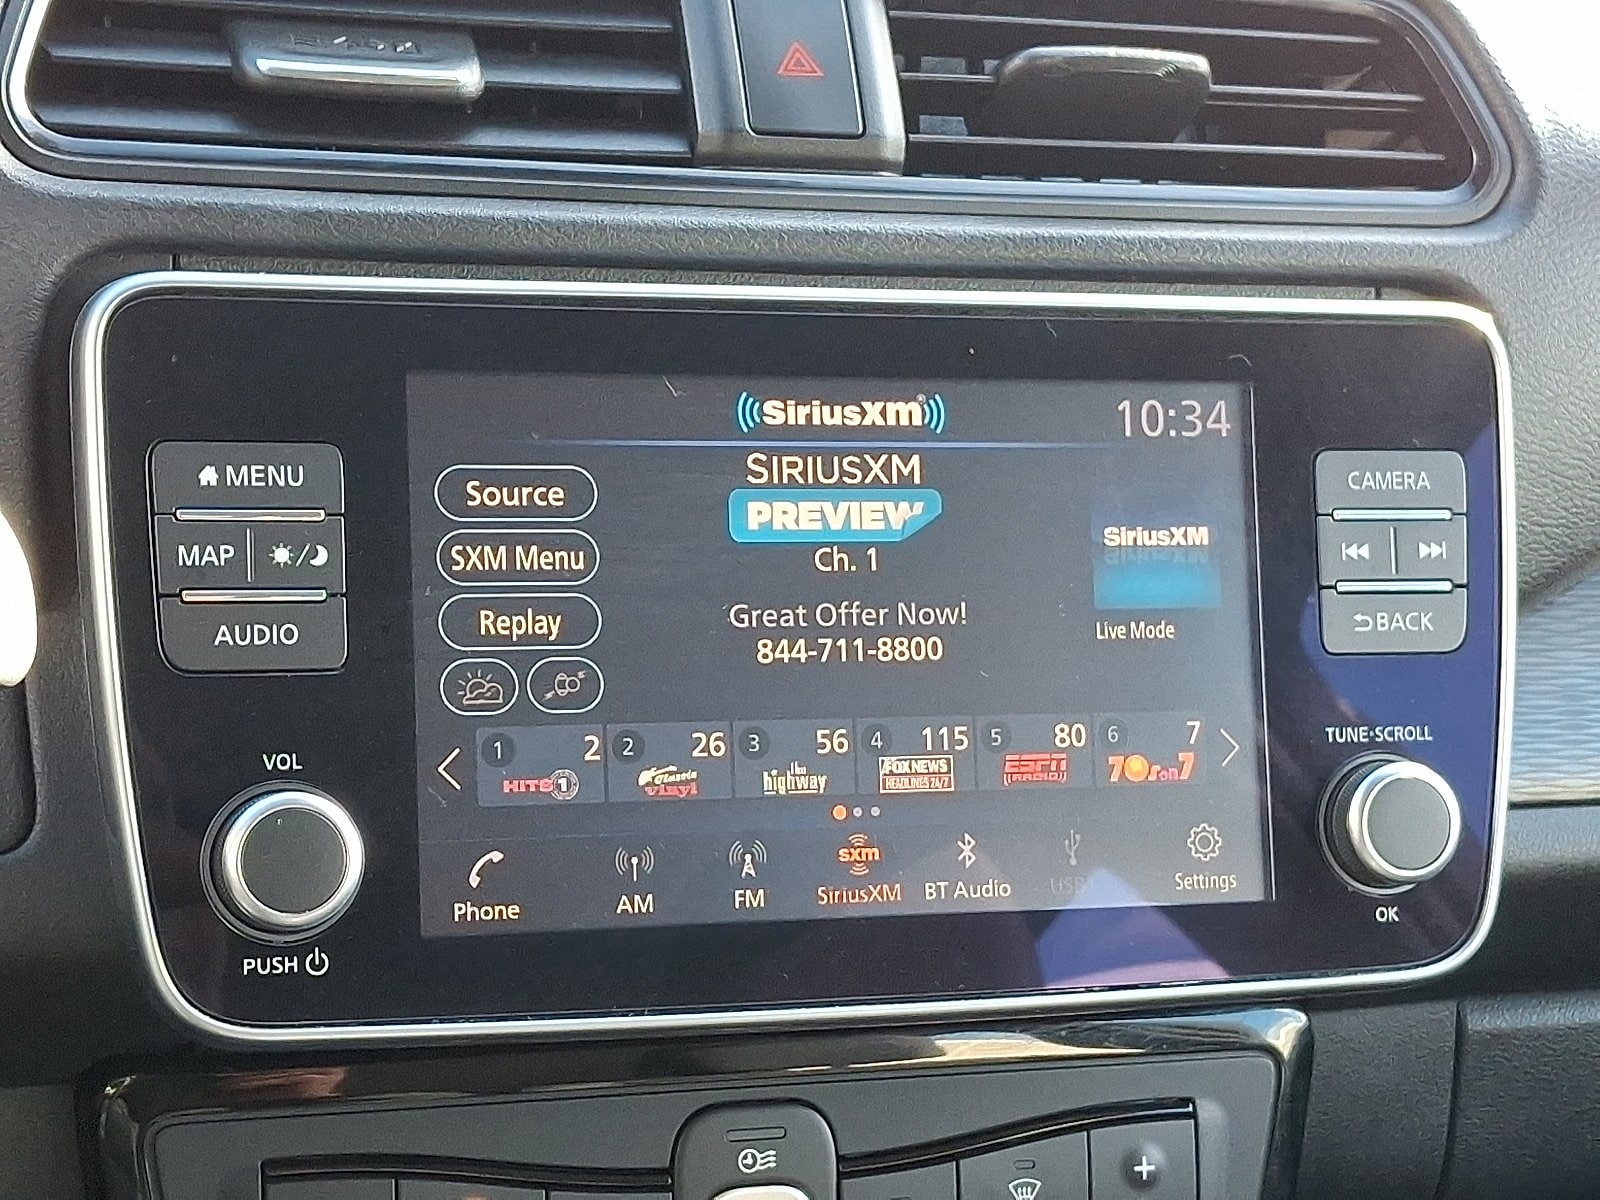 SiriusXM
10:34
MENU
MAP
AUDIO
VOL
PUSH
Source
SXM Menu
Replay
SIRIUSXM
PREVIEW
Ch. 1
Great Offer Now!
844-711-8800
SiriusXM
Live Mode
1 2 HITS 1
2 26 Classic Vinyl
3 56 the highway
4 115 FOX NEWS HEADLINES 24/7
5 80 ESPN RADIO
6 7 70s on 7
Phone
AM
FM
sxm
SiriusXM
BT Audio
USB
Settings
CAMERA
BACK
TUNE·SCROLL
OK